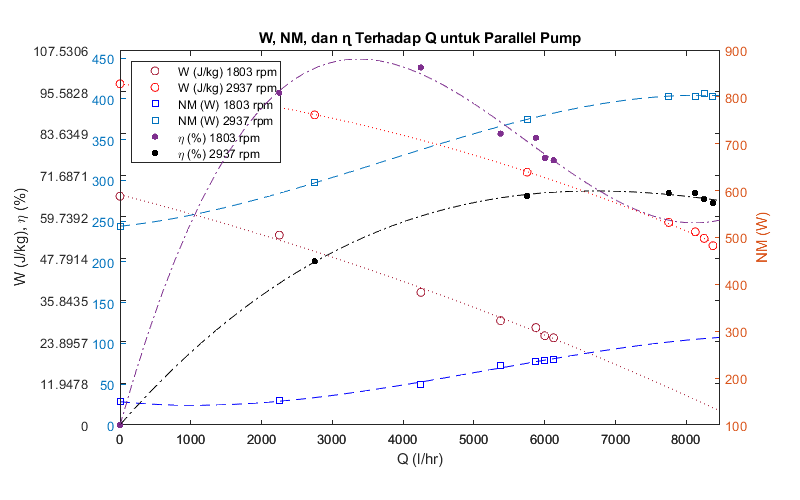 W, NM, dan η Terhadap Q untuk Parallel Pump
107.5306
95.5828
83.6349
71.6871
59.7392
47.7914
35.8435
23.8957
11.9478
0
W (J/kg), η (%)
450
400
350
300
250
200
150
100
50
0
W (J/kg) 1803 rpm
W (J/kg) 2937 rpm
NM (W) 1803 rpm
NM (W) 2937 rpm
η (%) 1803 rpm
η (%) 2937 rpm
900
800
700
600
500
400
300
200
100
NM (W)
0 1000 2000 3000 4000 5000 6000 7000 8000
Q (l/hr)